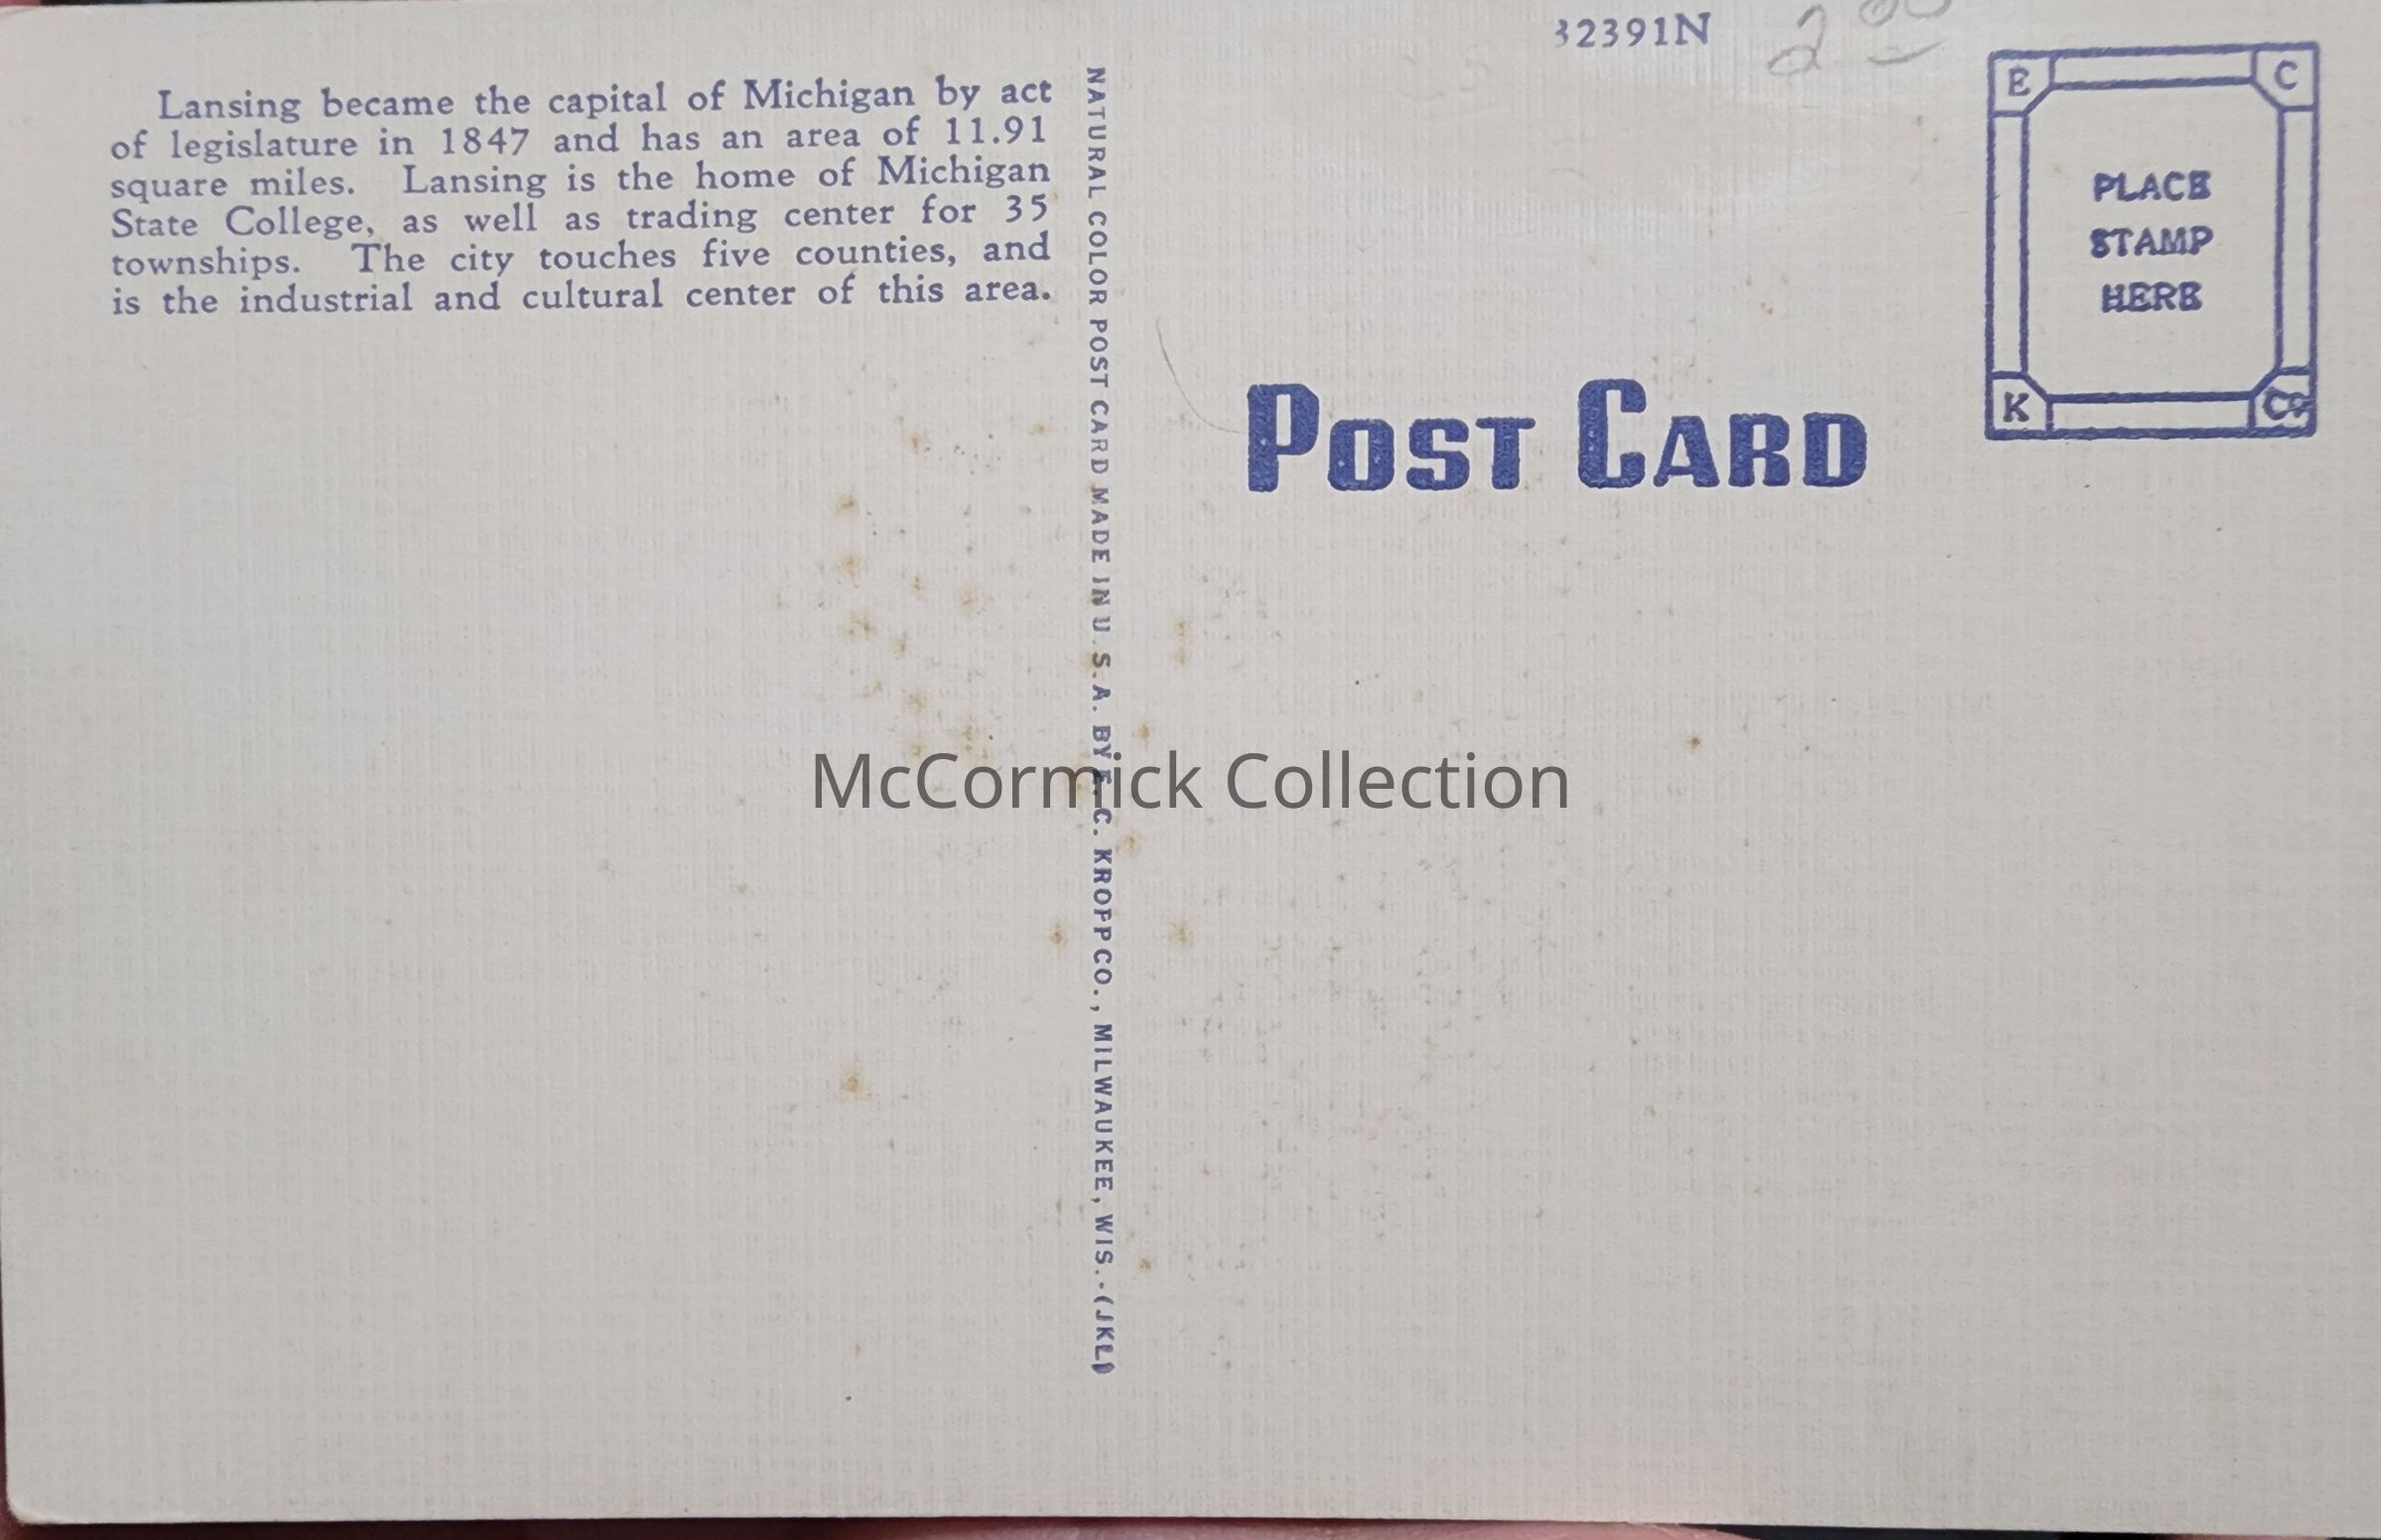 32391N
2 00
Lansing became the capital of Michigan by act
of legislature in 1847 and has an area of 11.91
square miles. Lansing is the home of Michigan
State College, as well as trading center for 35
townships. The city touches five counties, and
is the industrial and cultural center of this area.
NATURAL COLOR POST CARD MADE IN U.S.A. BY E.C. KROPP CO., MILWAUKEE, WIS.-(JKL)
E C
PLACE
STAMP
HERE
K Co
POST CARD
McCormick Collection